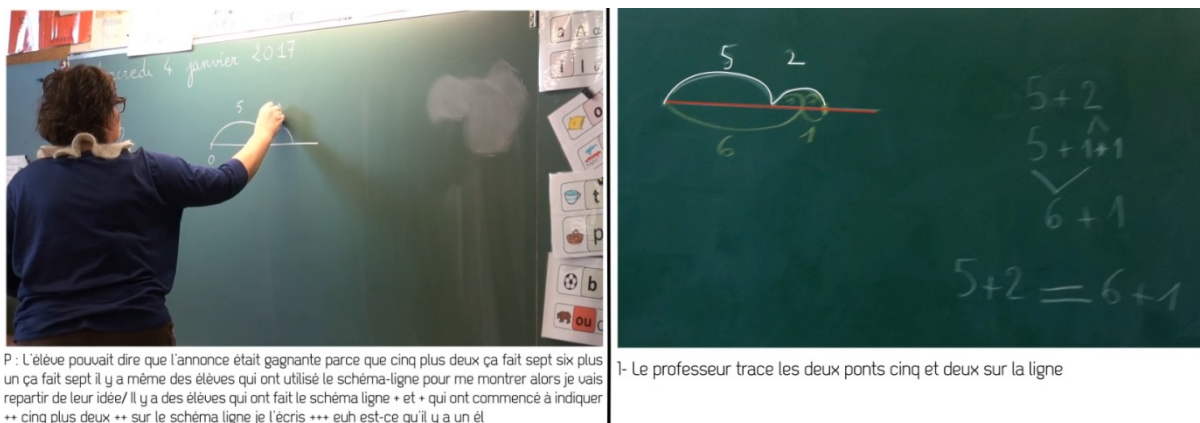 mercredi 4 janvier 2017.
5
0
a
i l
o
t
p
b
ou
P : L'élève pouvait dire que l'annonce était gagnante parce que cinq plus deux ça fait sept six plus
un ça fait sept il y a même des élèves qui ont utilisé le schéma-ligne pour me montrer alors je vais
repartir de leur idée/ Il y a des élèves qui ont fait le schéma ligne + et + qui ont commencé à indiquer
++ cinq plus deux ++ sur le schéma ligne je l'écris +++ euh est-ce qu'il y a un él
5 2
6 1
5+2
5+1+1
6+1
5+2=6+1
1- Le professeur trace les deux ponts cinq et deux sur la ligne